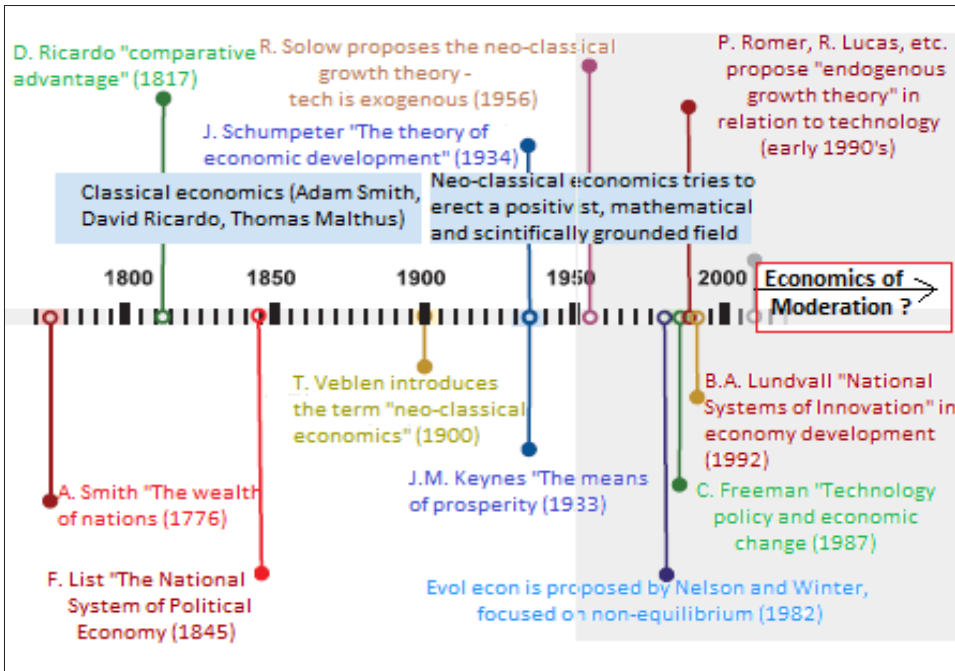 D. Ricardo "comparative
advantage" (1817)
R. Solow proposes the neo-classical
growth theory -
tech is exogenous (1956)
P. Romer, R. Lucas, etc.
propose "endogenous
growth theory" in
relation to technology
(early 1990's)
J. Schumpeter "The theory of
economic development" (1934)
Classical economics (Adam Smith,
David Ricardo, Thomas Malthus)
Neo-classical economics tries to
erect a positivist, mathematical
and scintifically grounded field
1800
1850
1900
1950
2000
Economics of
Moderation ?
T. Veblen introduces
the term "neo-classical
economics" (1900)
B.A. Lundvall "National
Systems of Innovation" in
economy development
(1992)
A. Smith "The wealth
of nations (1776)
J.M. Keynes "The means
of prosperity (1933)
C. Freeman "Technology
policy and economic
change (1987)
F. List "The National
System of Political
Economy (1845)
Evol econ is proposed by Nelson and Winter,
focused on non-equilibrium (1982)